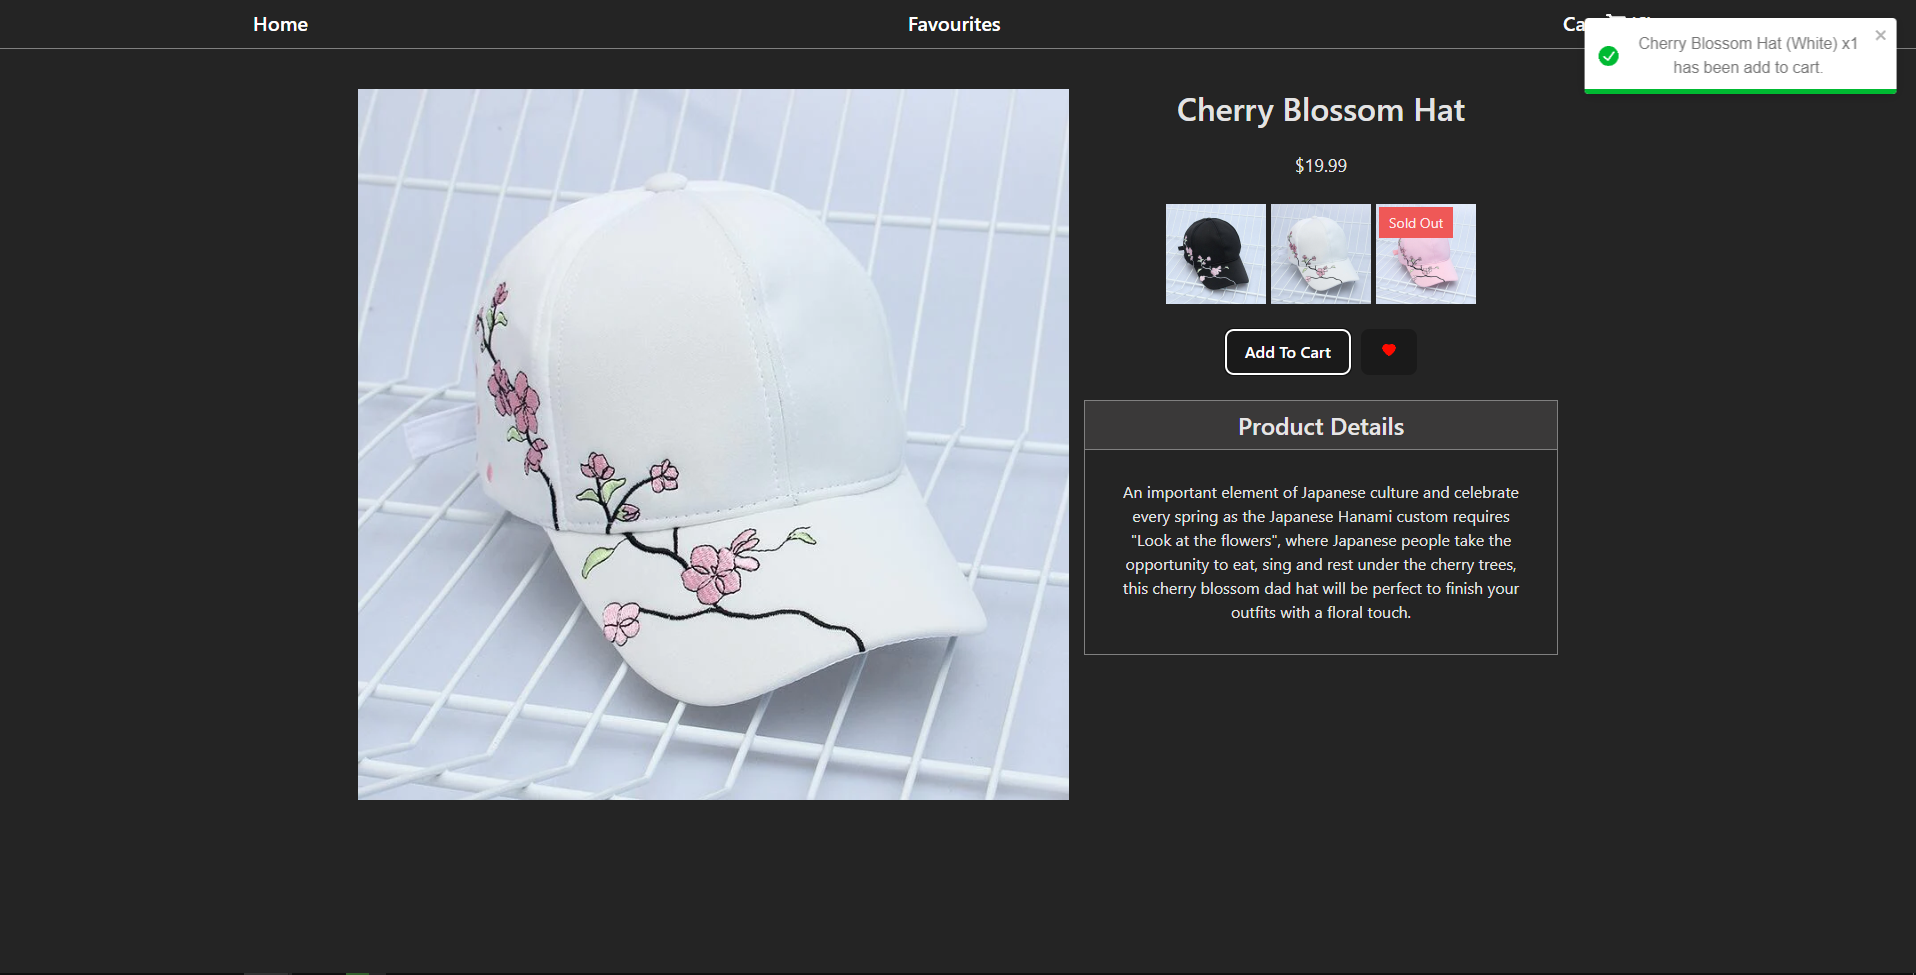 Home
Favourites
Cherry Blossom Hat (White) x1
has been add to cart.
Cherry Blossom Hat
$19.99
Sold Out
Add To Cart
Product Details
An important element of Japanese culture and celebrate
every spring as the Japanese Hanami custom requires
"Look at the flowers", where Japanese people take the
opportunity to eat, sing and rest under the cherry trees,
this cherry blossom dad hat will be perfect to finish your
outfits with a floral touch.